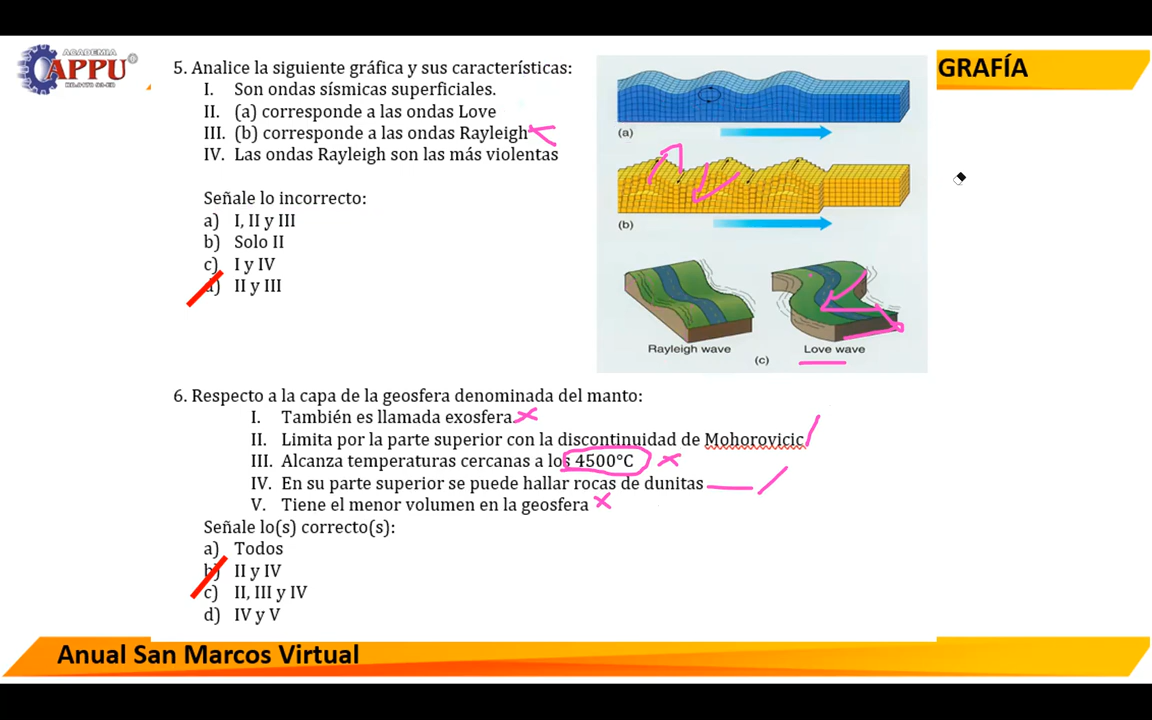 ACADEMIA
APPU
GRAFÍA
5. Analice la siguiente gráfica y sus características:
I. Son ondas sísmicas superficiales.
II. (a) corresponde a las ondas Love
III. (b) corresponde a las ondas Rayleigh
IV. Las ondas Rayleigh son las más violentas
Señale lo incorrecto:
a) I, II y III
b) Solo II
c) I y IV
d) II y III
(a)
(b)
Rayleigh wave
Love wave
(c)
6. Respecto a la capa de la geosfera denominada del manto:
I. También es llamada exosfera.
II. Limita por la parte superior con la discontinuidad de Mohorovicic
III. Alcanza temperaturas cercanas a los 4500°C
IV. En su parte superior se puede hallar rocas de dunitas
V. Tiene el menor volumen en la geosfera
Señale lo(s) correcto(s):
a) Todos
b) II y IV
c) II, III y IV
d) IV y V
Anual San Marcos Virtual